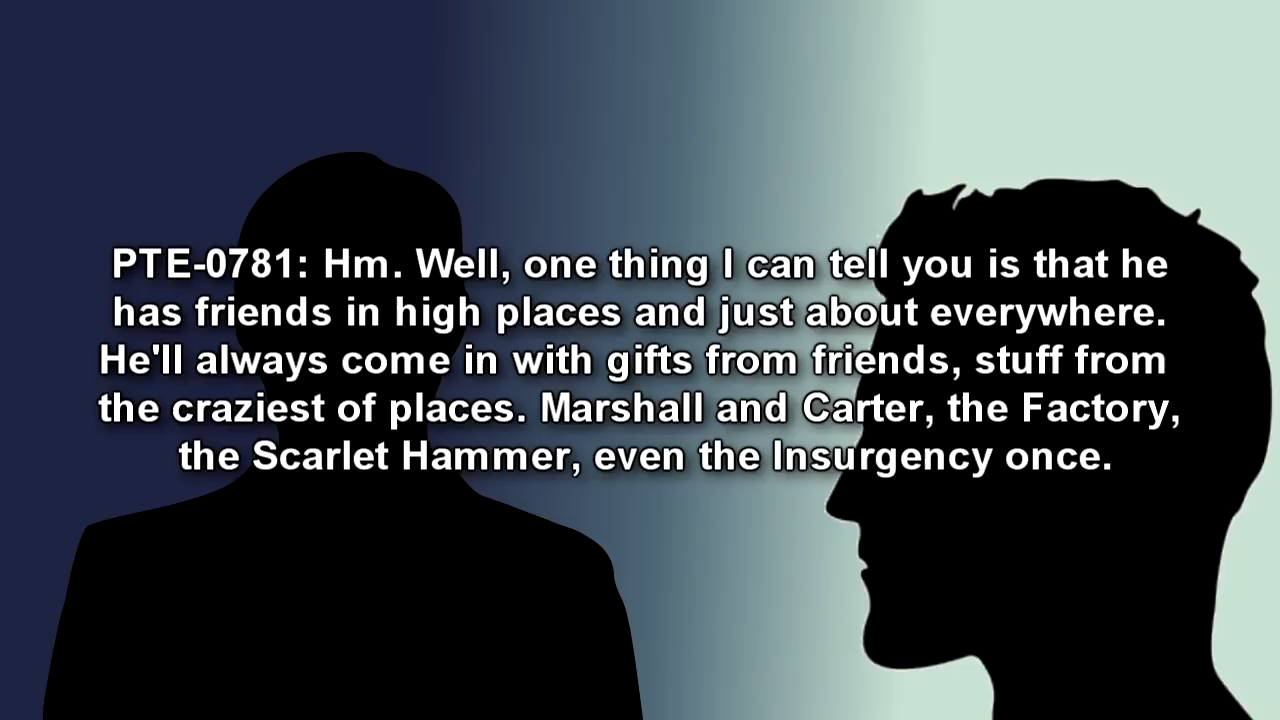 PTE-0781: Hm. Well, one thing I can tell you is that he
has friends in high places and just about everywhere.
He'll always come in with gifts from friends, stuff from
the craziest of places. Marshall and Carter, the Factory,
the Scarlet Hammer, even the Insurgency once.